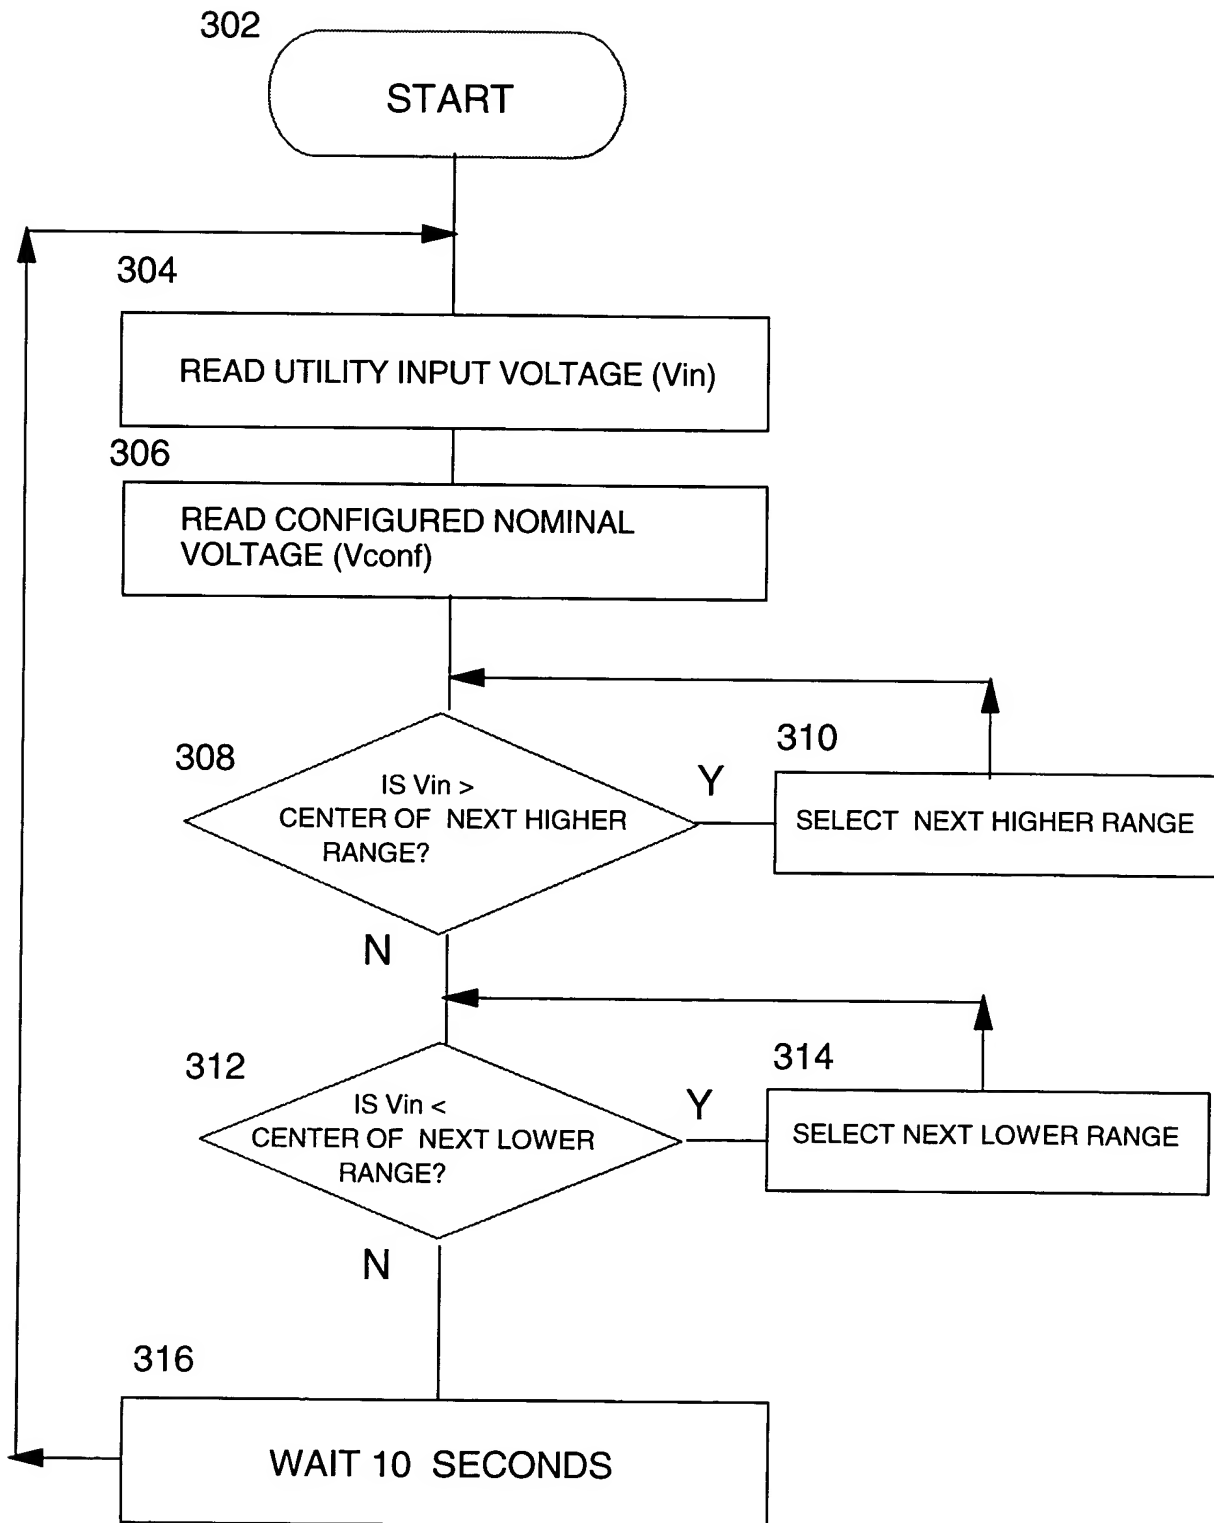 302
START
304
READ UTILITY INPUT VOLTAGE (Vin)
306
READ CONFIGURED NOMINAL
VOLTAGE (Vconf)
308
IS Vin >
CENTER OF NEXT HIGHER
RANGE?
Y
310
SELECT NEXT HIGHER RANGE
N
312
IS Vin <
CENTER OF NEXT LOWER
RANGE?
Y
314
SELECT NEXT LOWER RANGE
N
316
WAIT 10 SECONDS